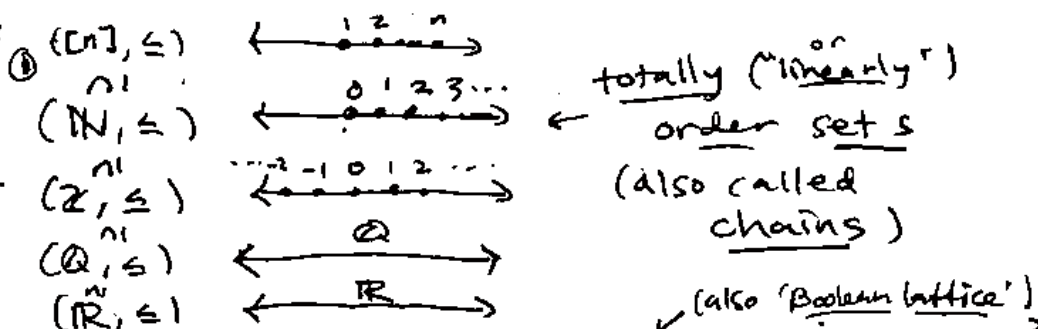 ① ([n], ≤) 1 2 n
∩|
(ℕ, ≤) 0 1 2 3 ...
∩|
(ℤ, ≤) ... -2 -1 0 1 2 ...
∩|
(ℚ, ≤) ℚ
∩|
(ℝ, ≤) ℝ
← totally (or "linearly")
order sets
(also called
chains)
(also 'Boolean lattice')